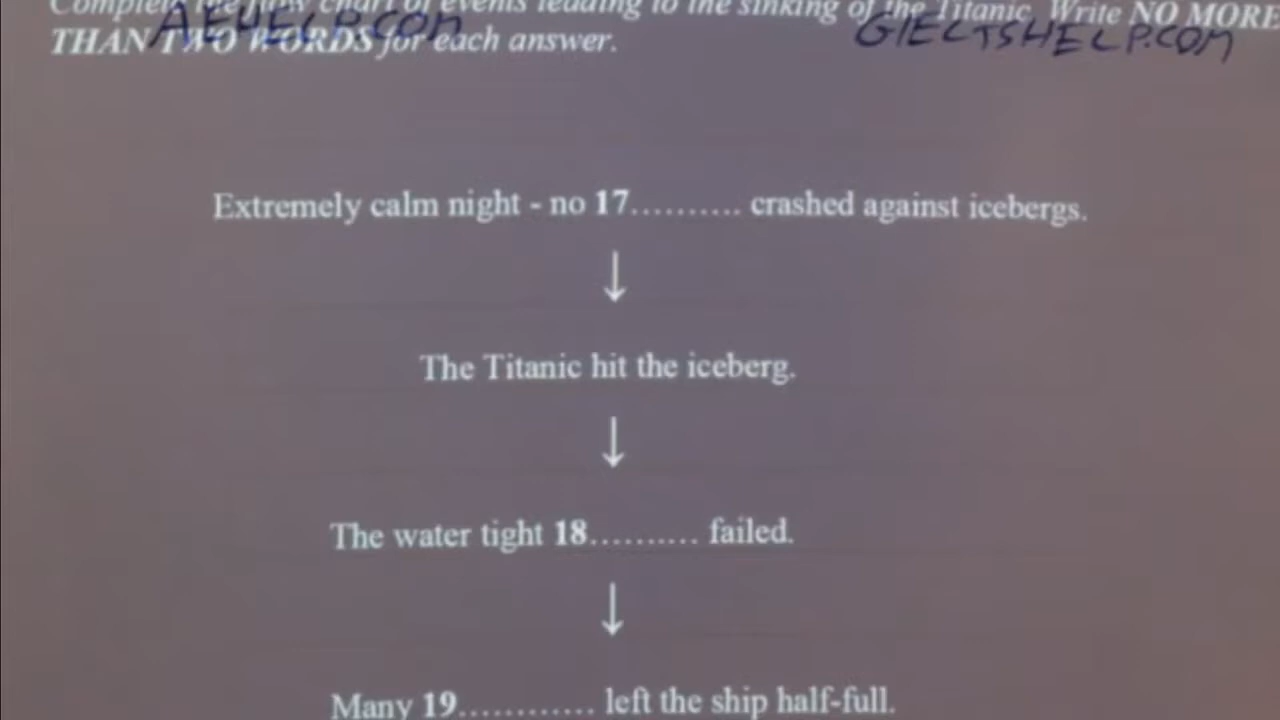 Complete the flow chart of events leading to the sinking of the Titanic. Write NO MORE
THAN TWO WORDS for each answer.
AEHELP.COM
GIELTSHELP.COM
Extremely calm night - no 17.......... crashed against icebergs.
↓
The Titanic hit the iceberg.
↓
The water tight 18.......... failed.
↓
Many 19............ left the ship half-full.